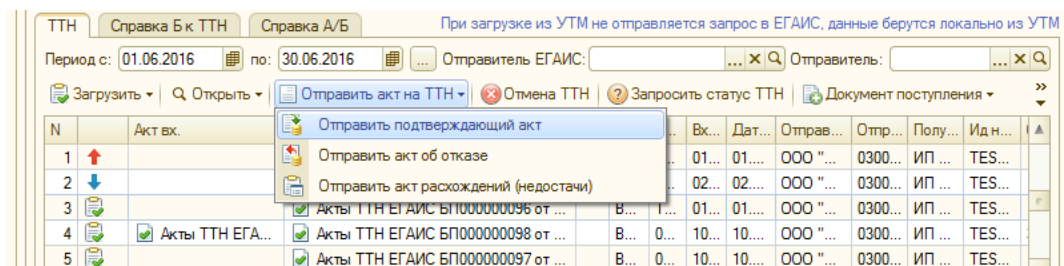 ТТН Справка Б к ТТН Справка А/Б При загрузке из УТМ не отправляется запрос в ЕГАИС, данные берутся локально из УТМ
Период с: 01.06.2016 по: 30.06.2016 ... Отправитель ЕГАИС: ... Отправитель: ...
Загрузить Открыть Отправить акт на ТТН Отмена ТТН Запросить статус ТТН Документ поступления
N Акт вх. Вх... Дат... Отправ... Отпр... Полу... Ид н...
Отправить подтверждающий акт
1 01... 01.... ООО "... 0300... ИП ... TES...
Отправить акт об отказе
2 02... 02.... ООО "... 0300... ИП ... TES...
Отправить акт расхождений (недостачи)
3 Акты ТТН ЕГАИС БП000000096 от ... В... 1... 01... 01.... ООО "... 0300... ИП ... TES...
4 Акты ТТН ЕГА... Акты ТТН ЕГАИС БП000000098 от ... В... 0... 10... 10.... ООО "... 0300... ИП ... TES...
5 Акты ТТН ЕГАИС БП000000097 от ... В... 0... 10... 10.... ООО "... 0300... ИП ... TES...